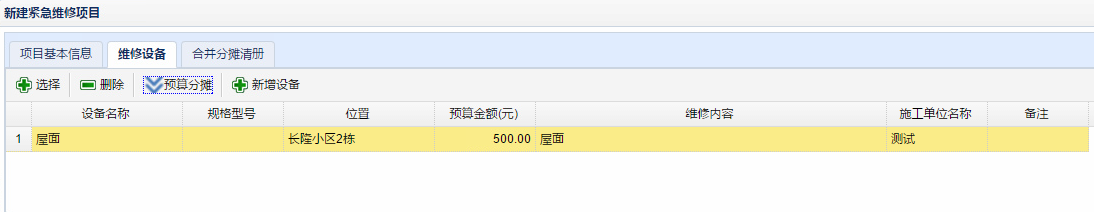 新建紧急维修项目
项目基本信息 维修设备 合并分摊清册
选择 删除 预算分摊 新增设备
设备名称 规格型号 位置 预算金额(元) 维修内容 施工单位名称 备注
1 屋面 长隆小区2栋 500.00 屋面 测试